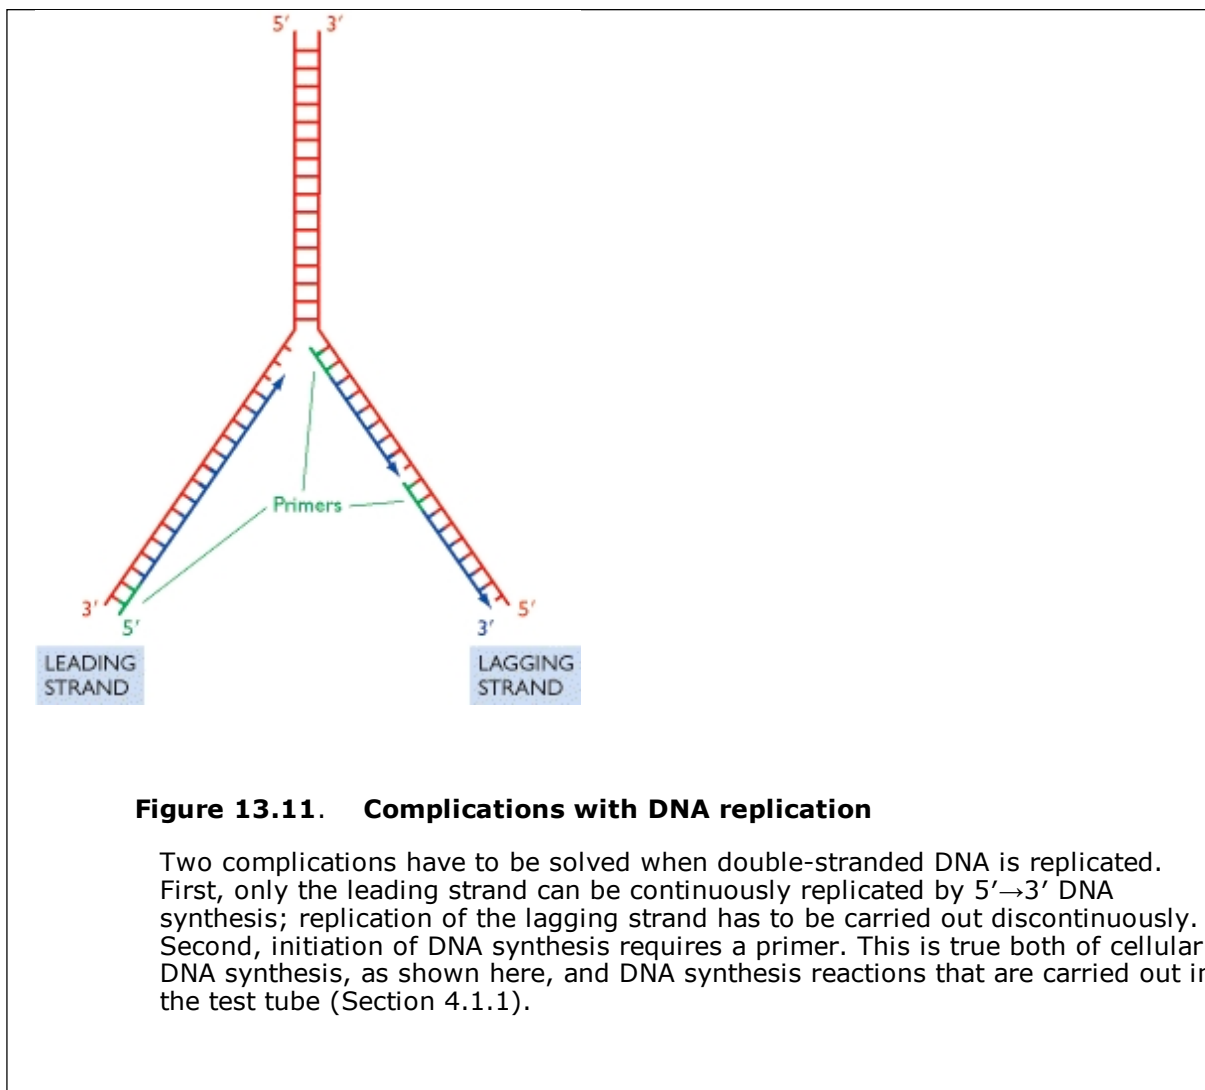 5′ 3′
Primers
3′ 5′
5′ 3′
LEADING
STRAND
LAGGING
STRAND
Figure 13.11. Complications with DNA replication
Two complications have to be solved when double-stranded DNA is replicated.
First, only the leading strand can be continuously replicated by 5′→3′ DNA
synthesis; replication of the lagging strand has to be carried out discontinuously.
Second, initiation of DNA synthesis requires a primer. This is true both of cellular
DNA synthesis, as shown here, and DNA synthesis reactions that are carried out in
the test tube (Section 4.1.1).